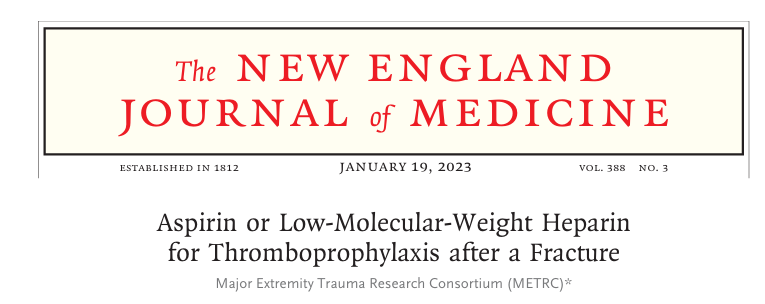 The NEW ENGLAND
JOURNAL of MEDICINE
ESTABLISHED IN 1812 JANUARY 19, 2023 VOL. 388 NO. 3
Aspirin or Low-Molecular-Weight Heparin
for Thromboprophylaxis after a Fracture
Major Extremity Trauma Research Consortium (METRC)*